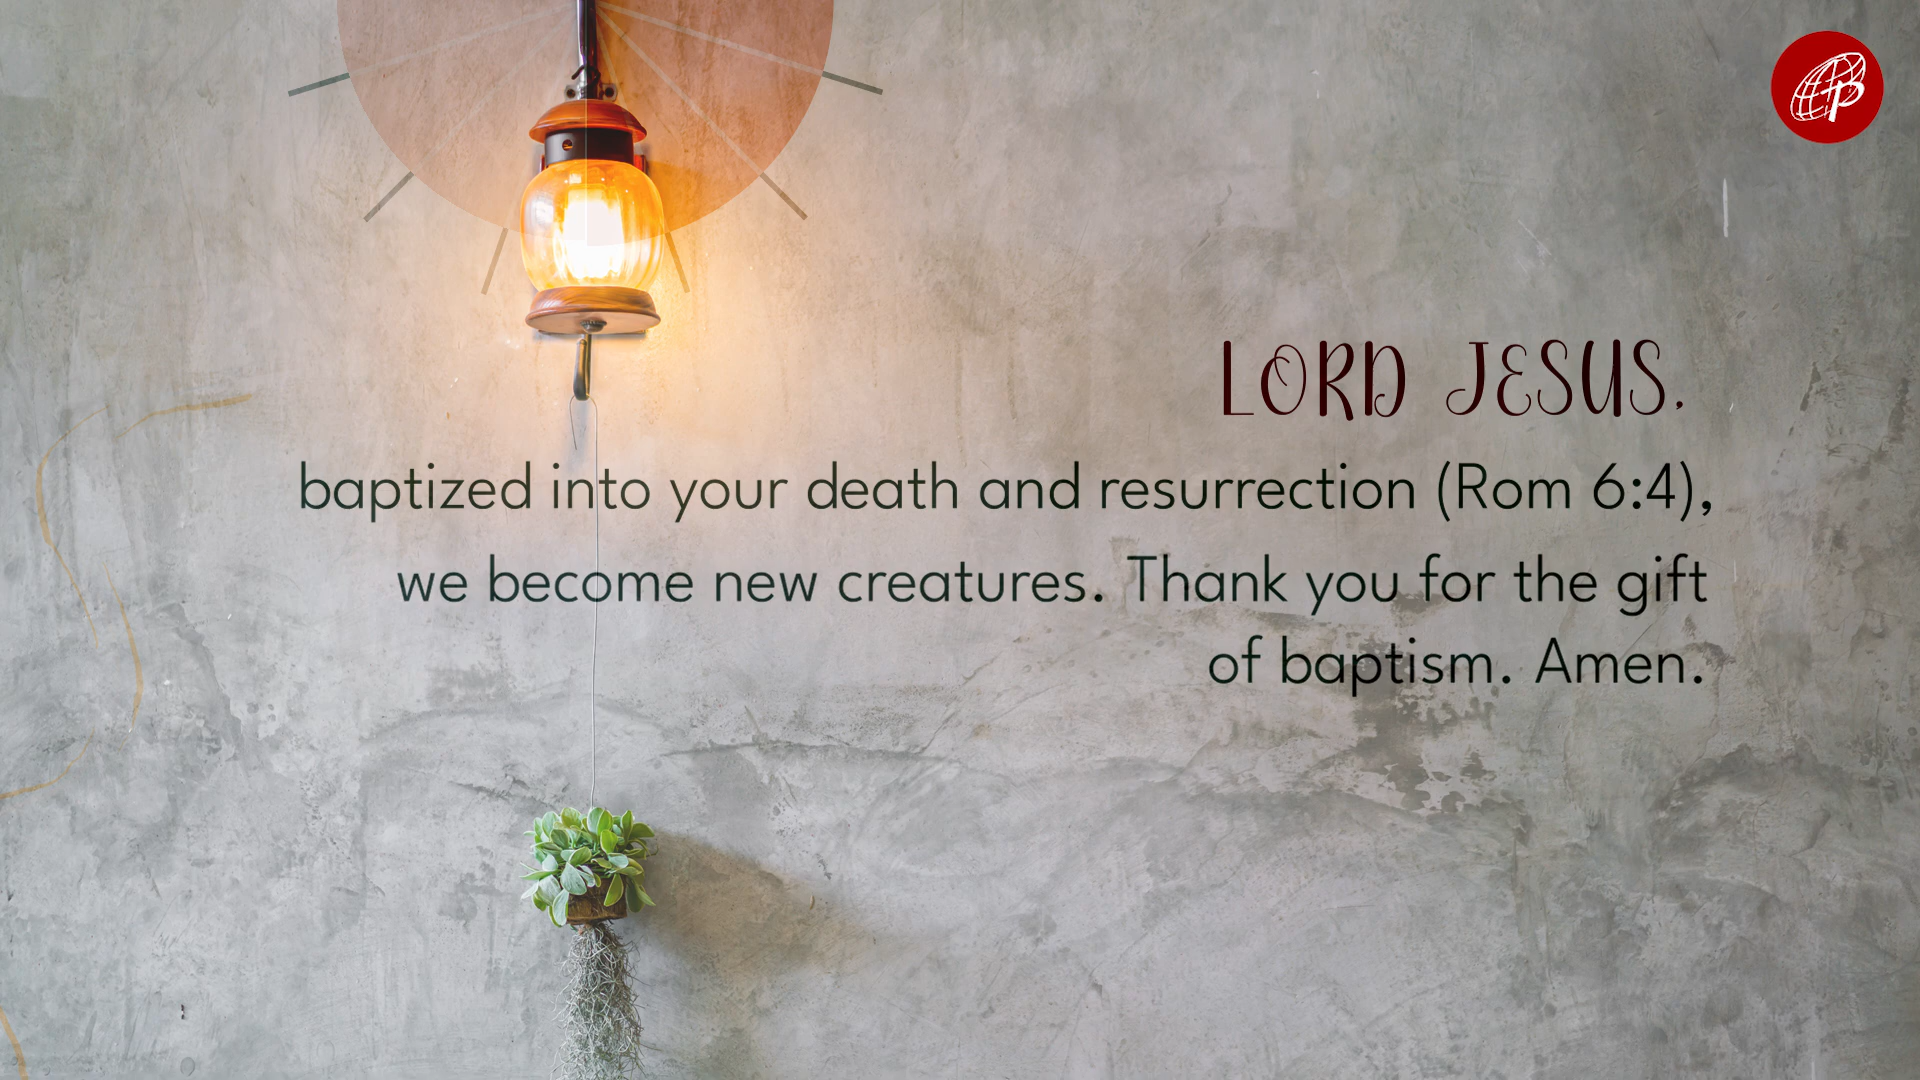 LORD JESUS,
baptized into your death and resurrection (Rom 6:4),
we become new creatures. Thank you for the gift
of baptism. Amen.